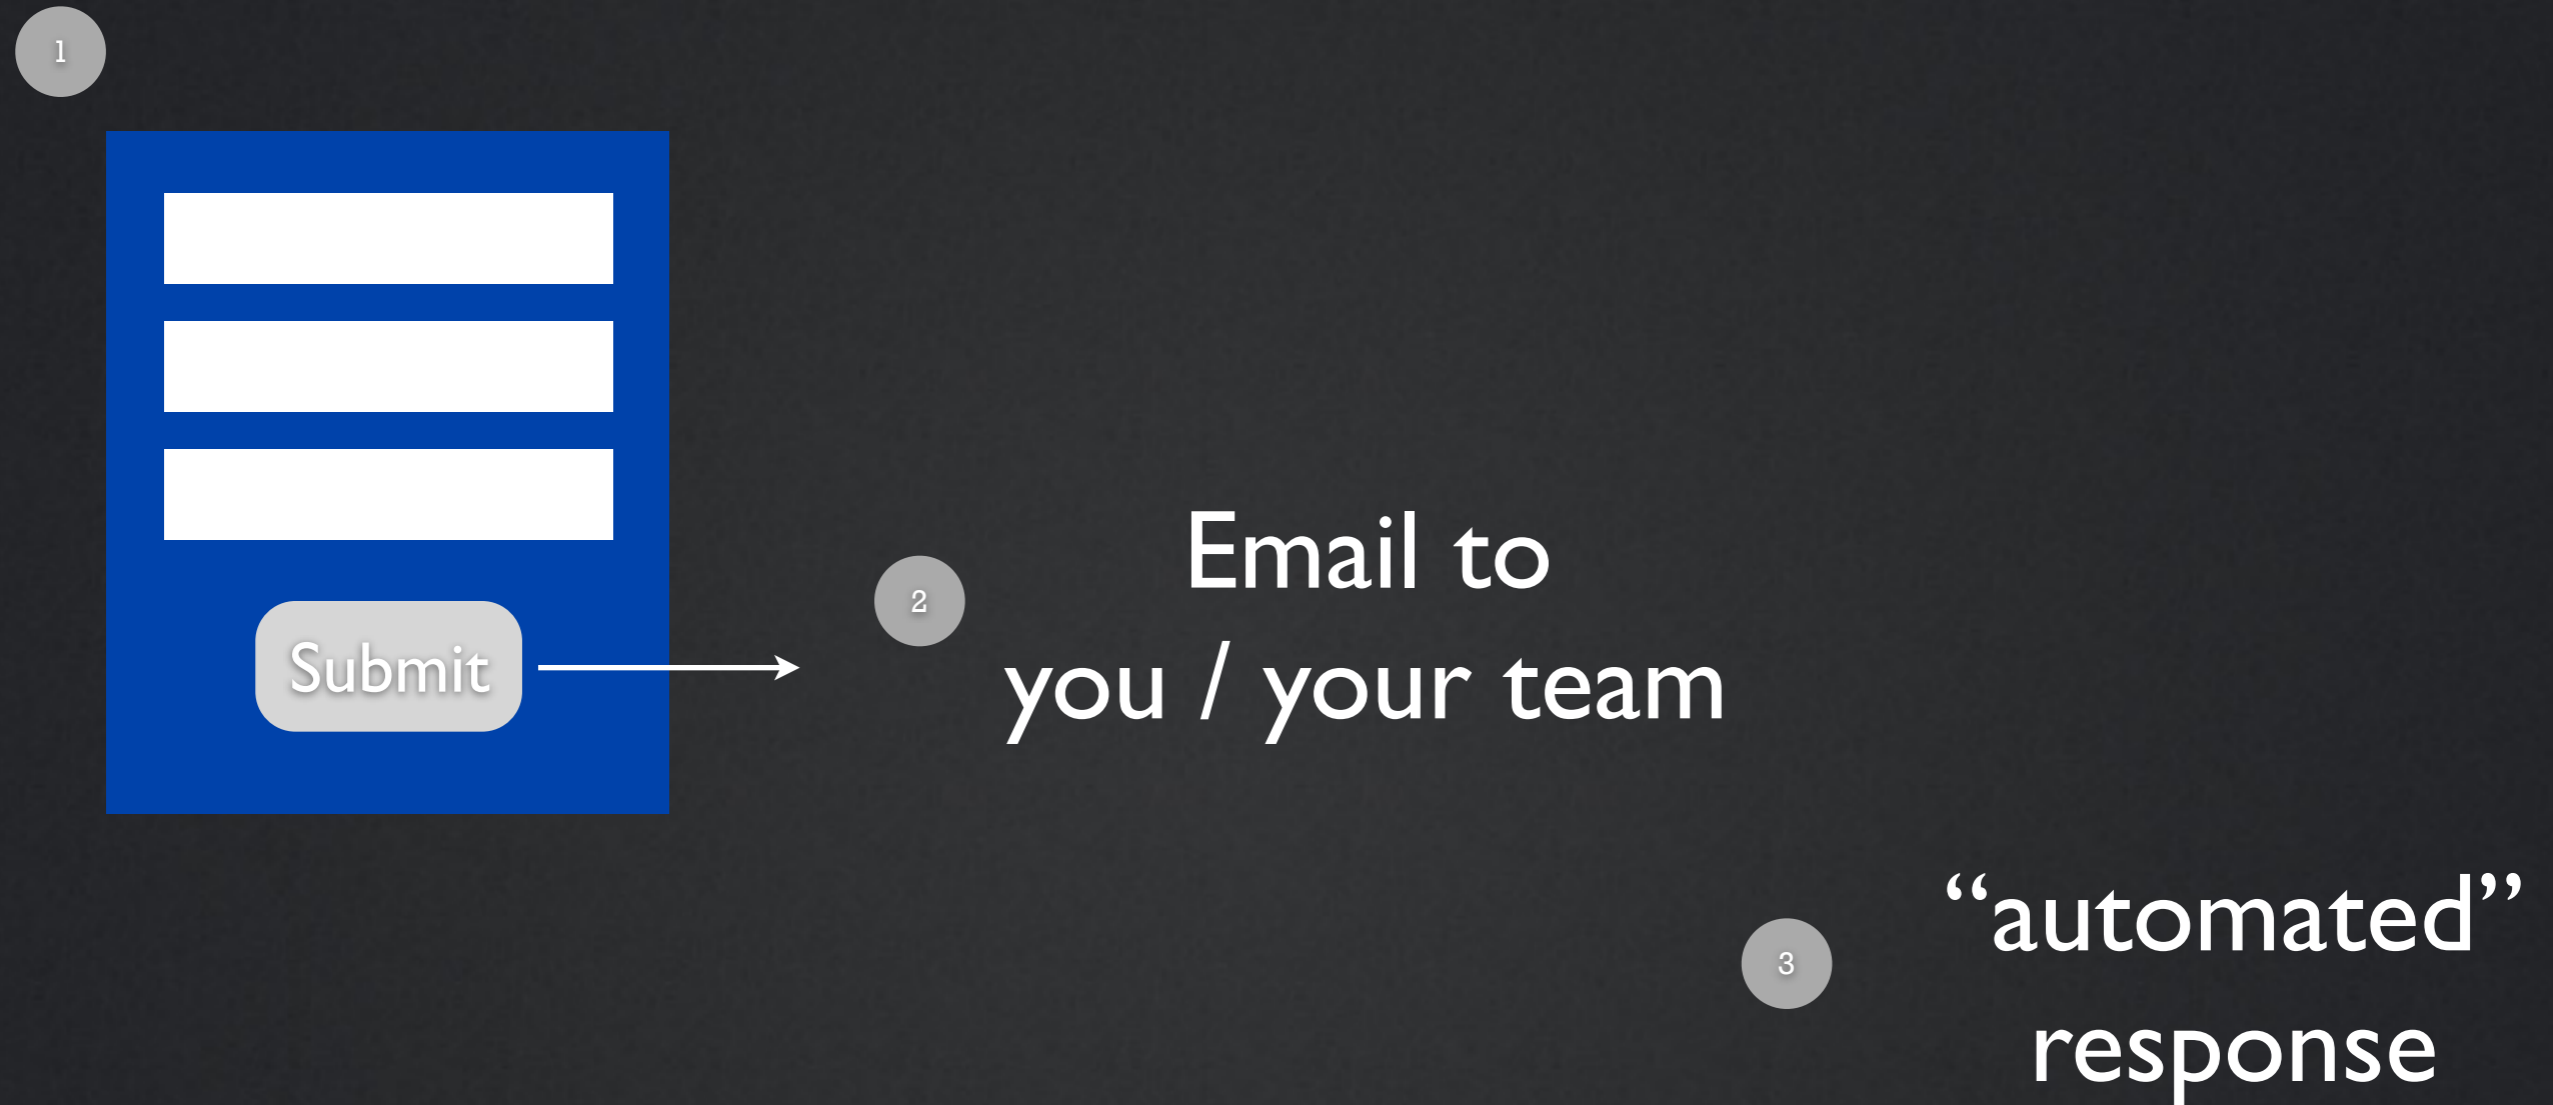 1
Submit
2
Email to
you / your team
3
“automated”
response